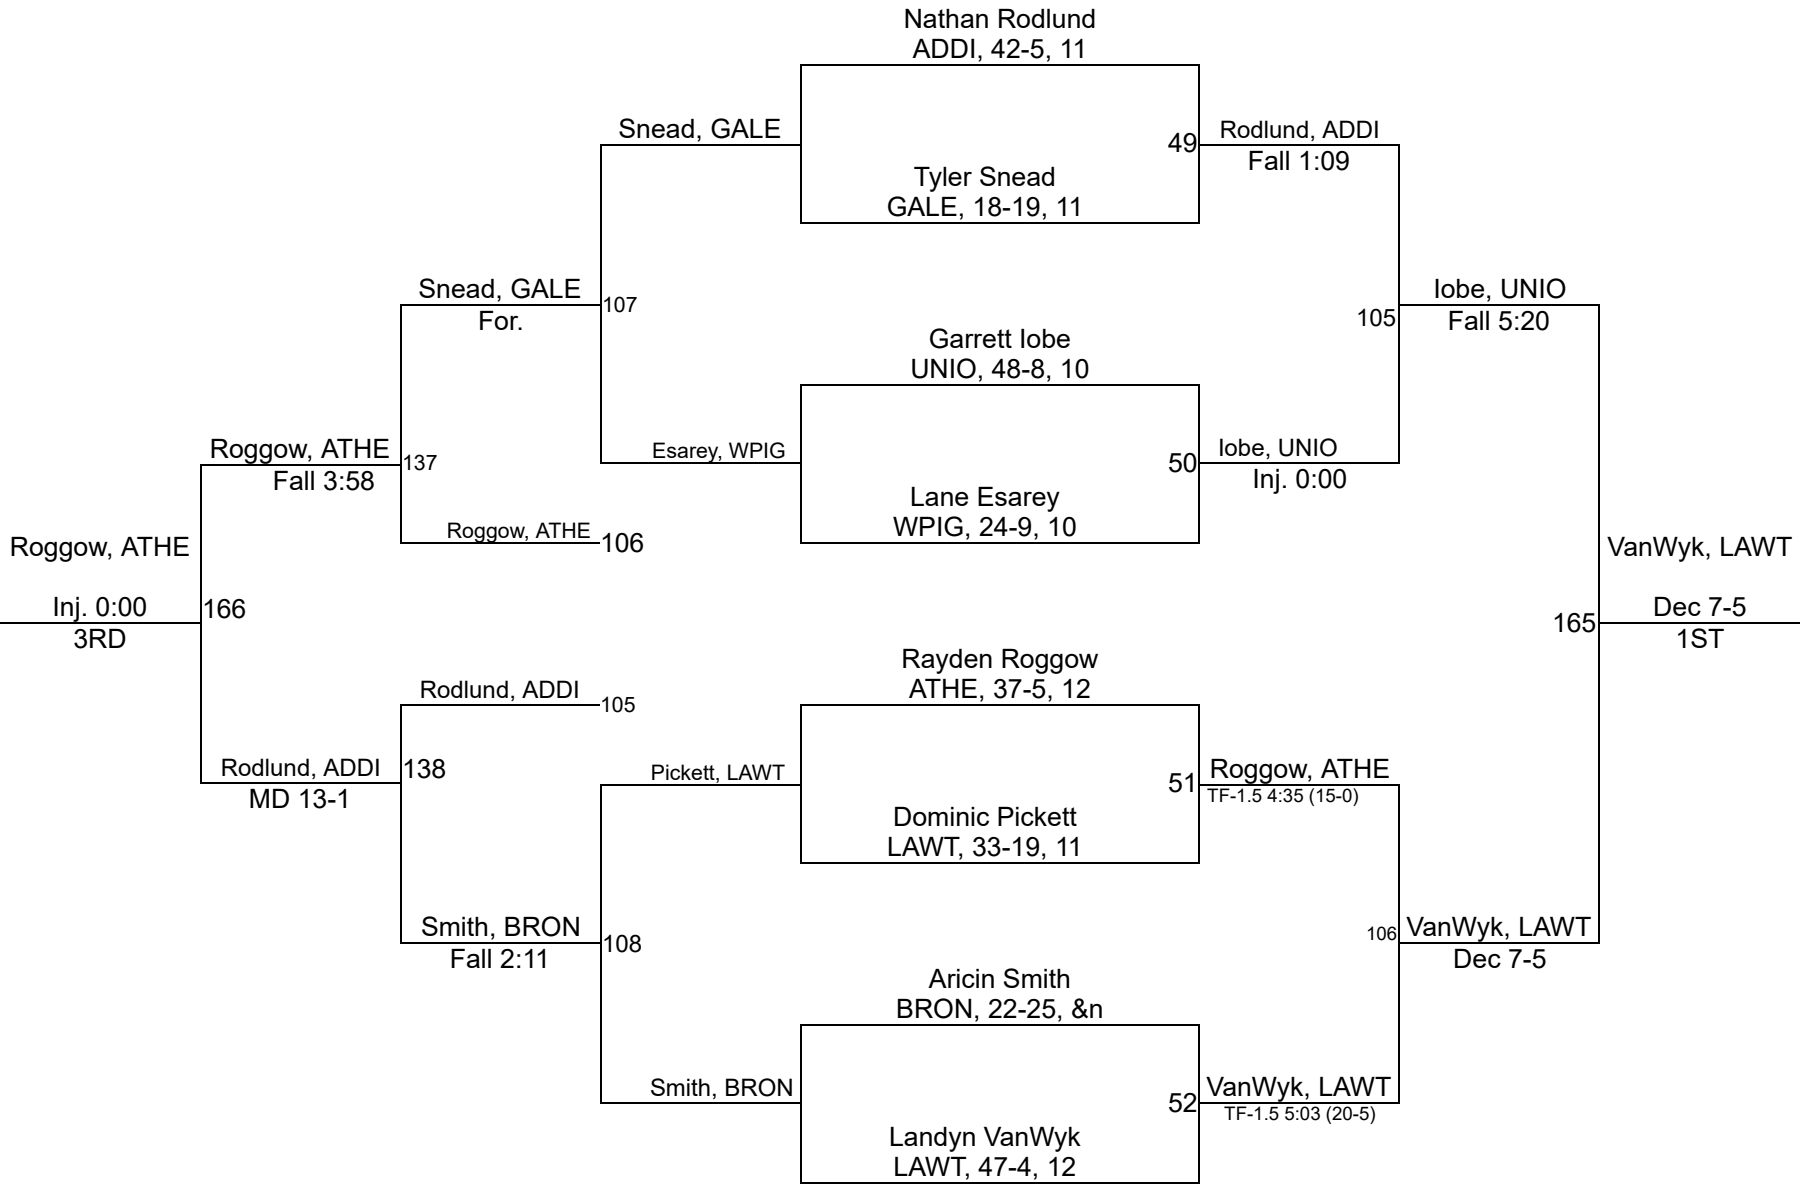 Nathan Rodlund
ADDI, 42-5, 11
Snead, GALE
49
Rodlund, ADDI
Fall 1:09
Tyler Snead
GALE, 18-19, 11
Snead, GALE
For.
107
105
Iobe, UNIO
Fall 5:20
Garrett Iobe
UNIO, 48-8, 10
Roggow, ATHE
Fall 3:58
137
Esarey, WPIG
50
Iobe, UNIO
Inj. 0:00
Lane Esarey
WPIG, 24-9, 10
Roggow, ATHE
106
Roggow, ATHE
Inj. 0:00
3RD
166
VanWyk, LAWT
165
Dec 7-5
1ST
Rayden Roggow
ATHE, 37-5, 12
Rodlund, ADDI
105
Rodlund, ADDI
MD 13-1
138
Pickett, LAWT
51
Roggow, ATHE
TF-1.5 4:35 (15-0)
Dominic Pickett
LAWT, 33-19, 11
Smith, BRON
Fall 2:11
108
106
VanWyk, LAWT
Dec 7-5
Aricin Smith
BRON, 22-25, &n
Smith, BRON
52
VanWyk, LAWT
TF-1.5 5:03 (20-5)
Landyn VanWyk
LAWT, 47-4, 12